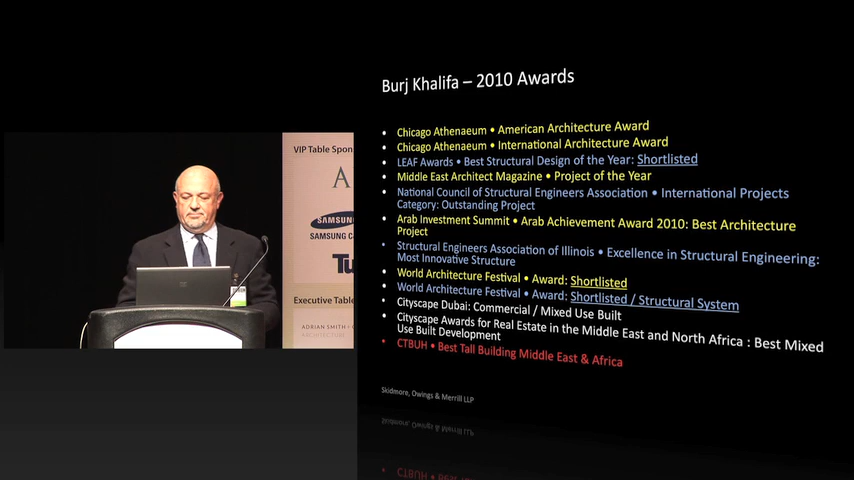 Burj Khalifa – 2010 Awards
• Chicago Athenaeum • American Architecture Award
• Chicago Athenaeum • International Architecture Award
• LEAF Awards • Best Structural Design of the Year: Shortlisted
• Middle East Architect Magazine • Project of the Year
• National Council of Structural Engineers Association • International Projects
Category: Outstanding Project
• Arab Investment Summit • Arab Achievement Award 2010: Best Architecture
Project
• Structural Engineers Association of Illinois • Excellence in Structural Engineering:
Most Innovative Structure
• World Architecture Festival • Award: Shortlisted
• World Architecture Festival • Award: Shortlisted / Structural System
• Cityscape Dubai: Commercial / Mixed Use Built
• Cityscape Awards for Real Estate in the Middle East and North Africa : Best Mixed
Use Built Development
• CTBUH • Best Tall Building Middle East & Africa
Skidmore, Owings & Merrill LLP
VIP Table Spon
A
SAMSUNG
SAMSUNG C
Tu
Executive Table
ADRIAN SMITH
ARCHITECTURE